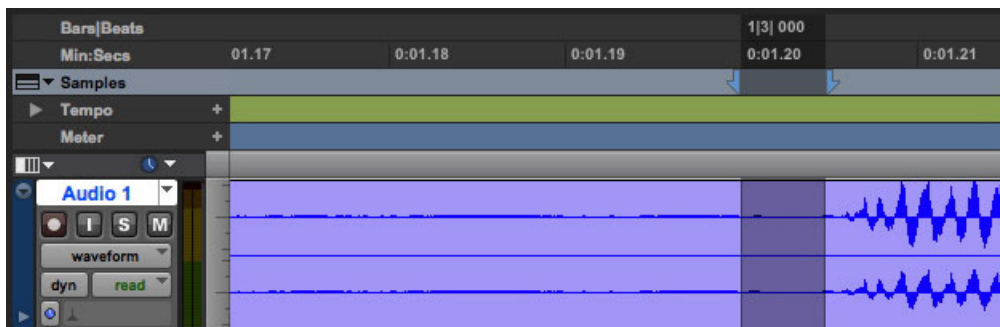 Bars|Beats 1|3| 000
Min:Secs 01.17 0:01.18 0:01.19 0:01.20 0:01.21
Samples
Tempo +
Meter +
Audio 1
I S M
waveform
dyn read